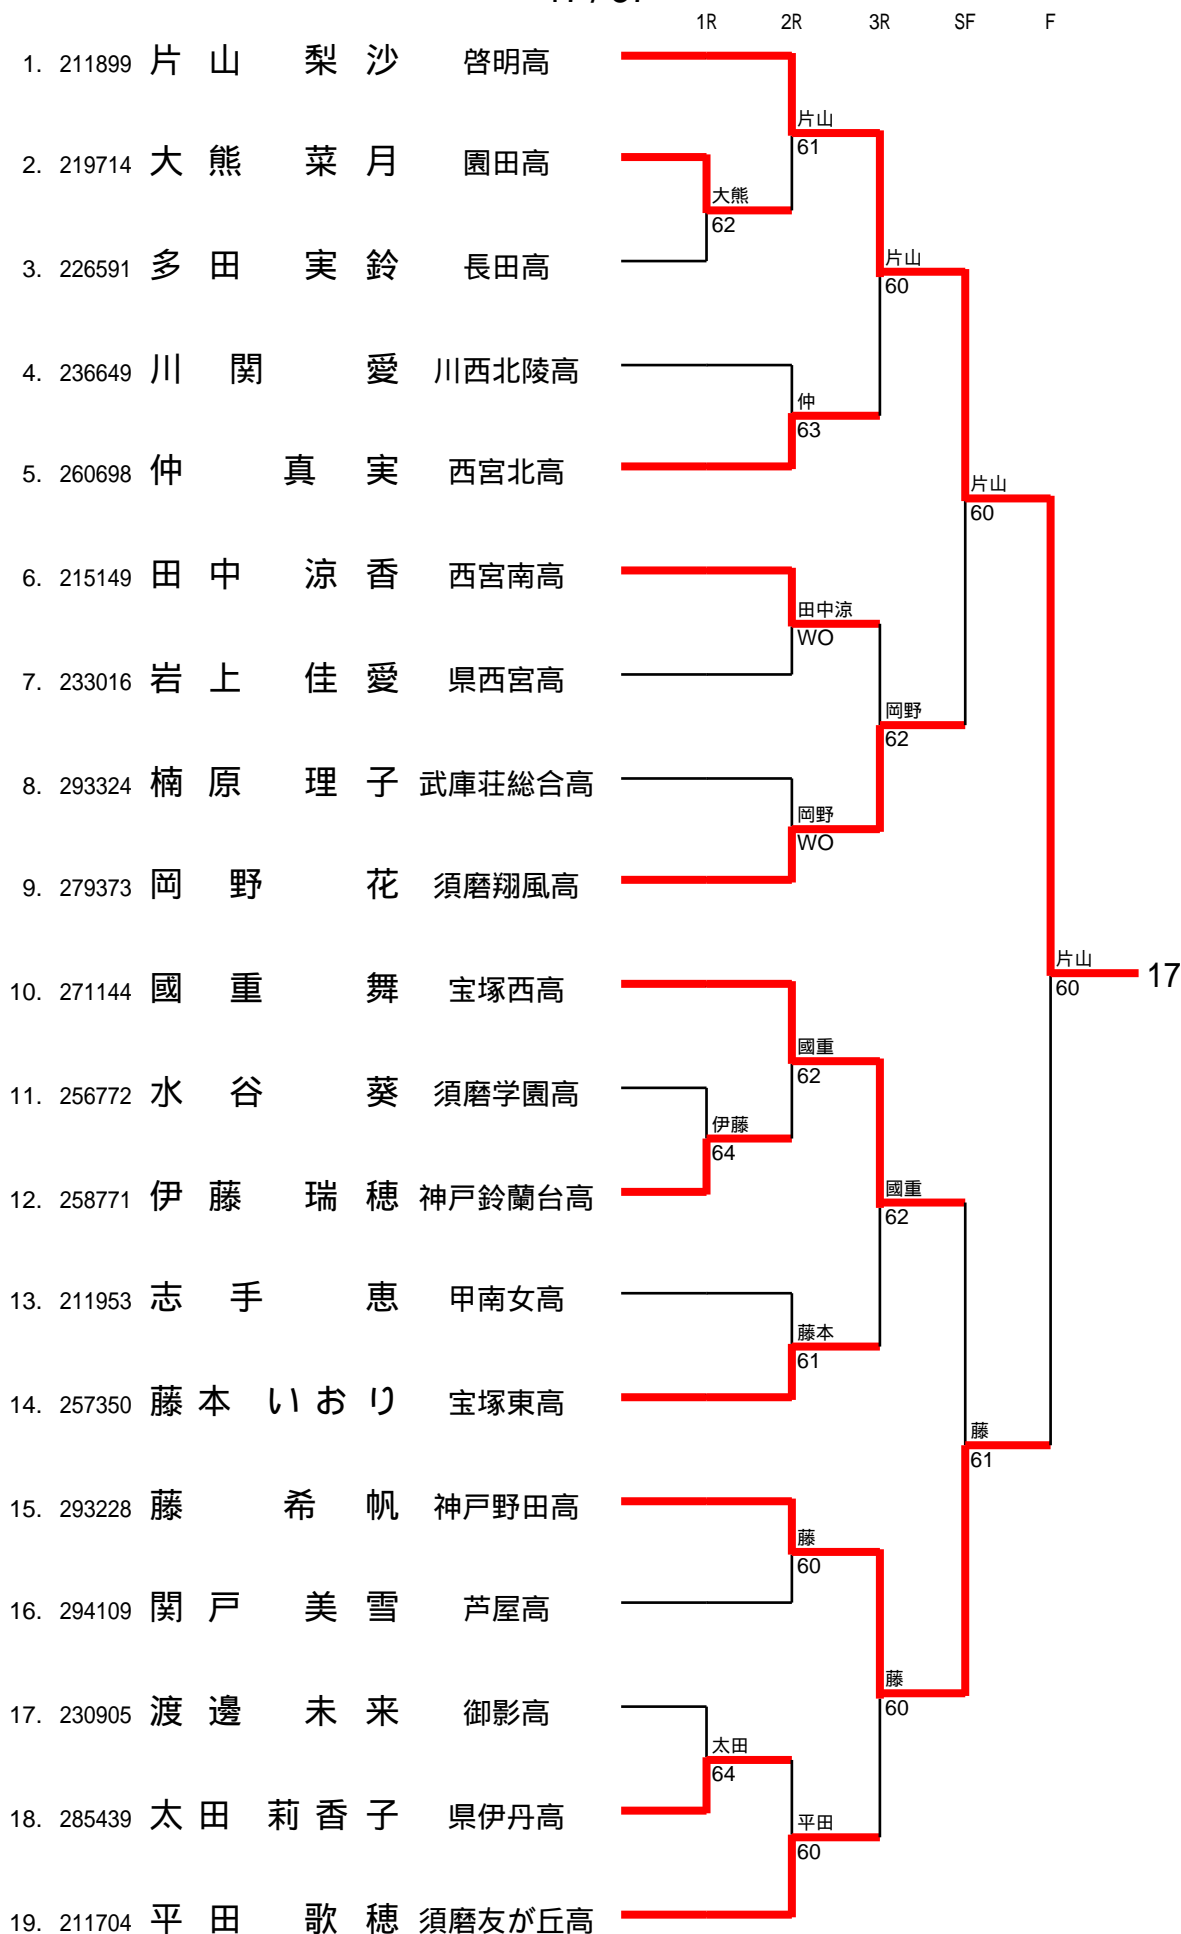 1R 2R 3R SF F
1. 211899 片山 梨沙 啓明高
片山
61
2. 219714 大熊 菜月 園田高
大熊
62
3. 226591 多田 実鈴 長田高
片山
60
4. 236649 川関 愛 川西北陵高
仲
63
5. 260698 仲 真実 西宮北高
片山
60
6. 215149 田中 涼香 西宮南高
田中涼
WO
7. 233016 岩上 佳愛 県西宮高
岡野
62
8. 293324 楠原 理子 武庫荘総合高
岡野
WO
9. 279373 岡野 花 須磨翔風高
片山
60
17
10. 271144 國重 舞 宝塚西高
國重
62
11. 256772 水谷 葵 須磨学園高
伊藤
64
12. 258771 伊藤 瑞穂 神戸鈴蘭台高
國重
62
13. 211953 志手 恵 甲南女高
藤本
61
14. 257350 藤本 いおり 宝塚東高
藤
61
15. 293228 藤 希帆 神戸野田高
藤
60
16. 294109 関戸 美雪 芦屋高
藤
60
17. 230905 渡邊 未来 御影高
太田
64
18. 285439 太田 莉香子 県伊丹高
平田
60
19. 211704 平田 歌穂 須磨友が丘高